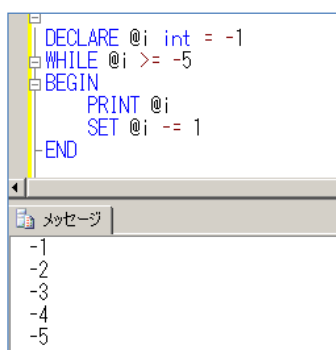 DECLARE @i int = -1
WHILE @i >= -5
BEGIN
PRINT @i
SET @i -= 1
END
メッセージ
-1
-2
-3
-4
-5